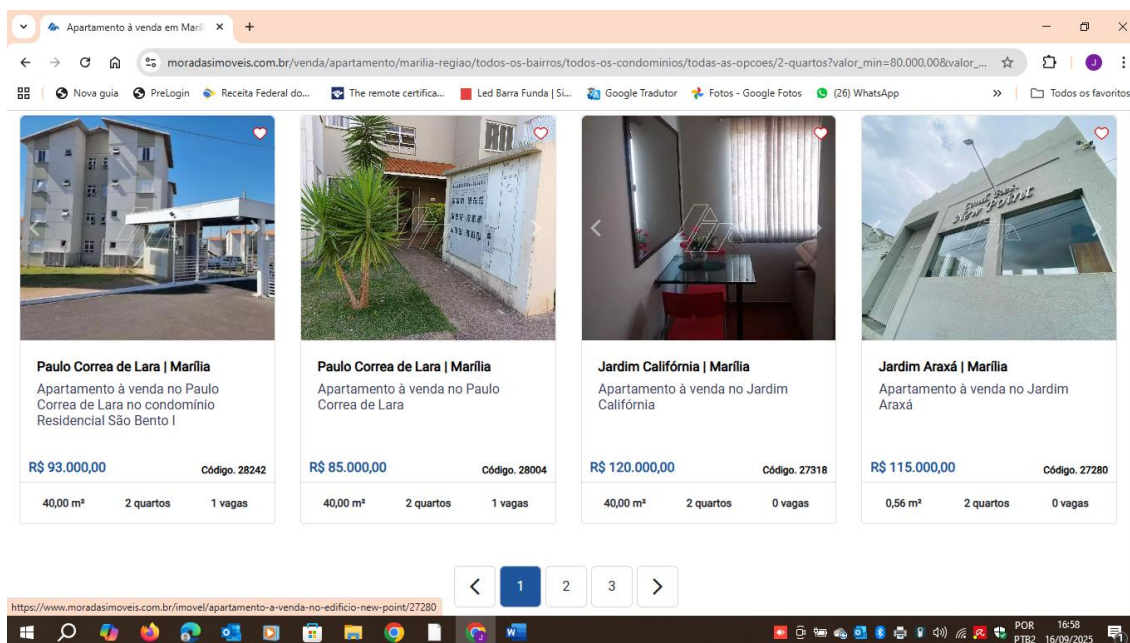 Apartamento à venda em Maríl
moradasimoveis.com.br/venda/apartamento/marilia-regiao/todos-os-bairros/todos-os-condominios/todas-as-opcoes/2-quartos?valor_min=80.000,00&valor_...
J
Nova guia
PreLogin
Receita Federal do...
The remote certifica...
Led Barra Funda | Si...
Google Tradutor
Fotos - Google Fotos
(26) WhatsApp
»
Todos os favoritos
New Point
Paulo Correa de Lara | Marília
Apartamento à venda no Paulo
Correa de Lara no condomínio
Residencial São Bento I
R$ 93.000,00
Código. 28242
40,00 m²
2 quartos
1 vagas
Paulo Correa de Lara | Marília
Apartamento à venda no Paulo
Correa de Lara
R$ 85.000,00
Código. 28004
40,00 m²
2 quartos
1 vagas
Jardim Califórnia | Marília
Apartamento à venda no Jardim
Califórnia
R$ 120.000,00
Código. 27318
40,00 m²
2 quartos
0 vagas
Jardim Araxá | Marília
Apartamento à venda no Jardim
Araxá
R$ 115.000,00
Código. 27280
0,56 m²
2 quartos
0 vagas
1
2
3
https://www.moradasimoveis.com.br/imovel/apartamento-a-venda-no-edificio-new-point/27280
POR
PTB2
16:58
16/09/2025